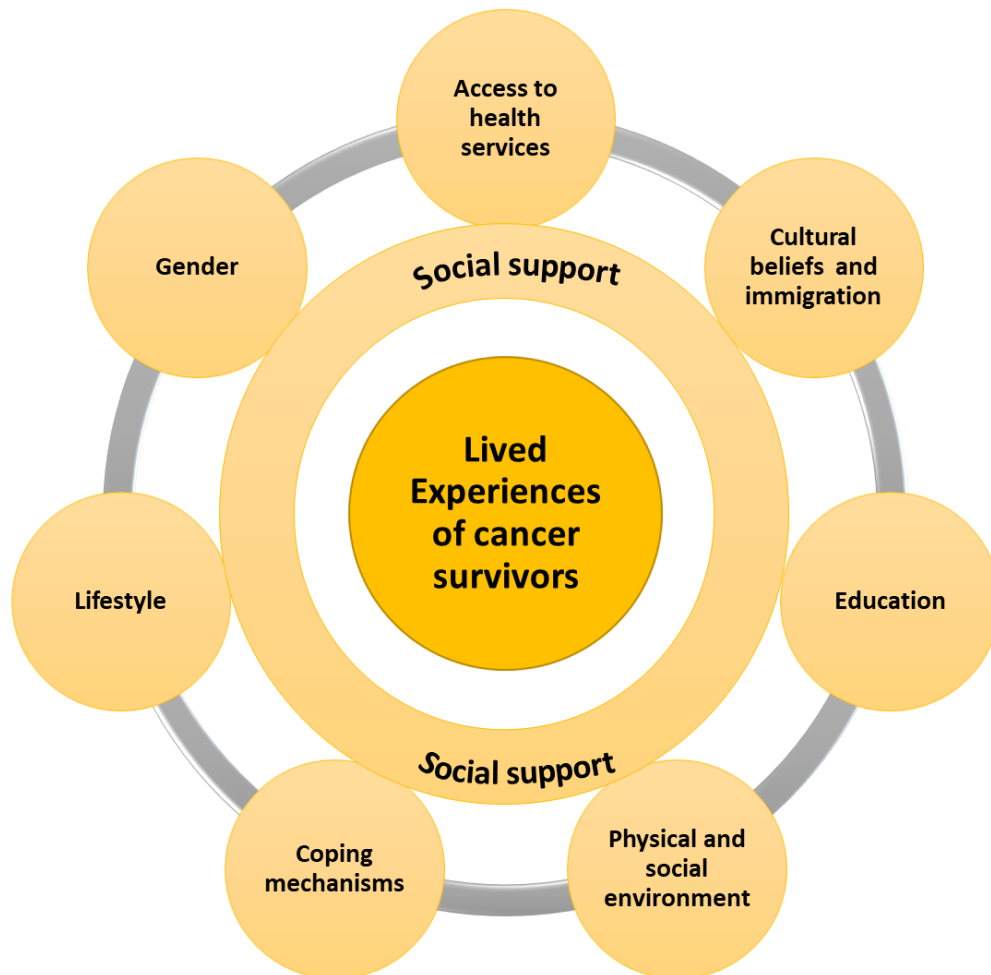 Access to
health
services
Gender
Cultural
beliefs and
immigration
Social support
Lived
Experiences
of cancer
survivors
Lifestyle
Education
Social support
Coping
mechanisms
Physical and
social
environment